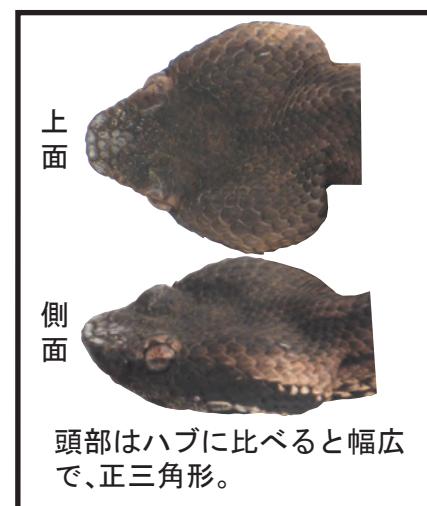 上面
側面
頭部はハブに比べると幅広
で、正三角形。